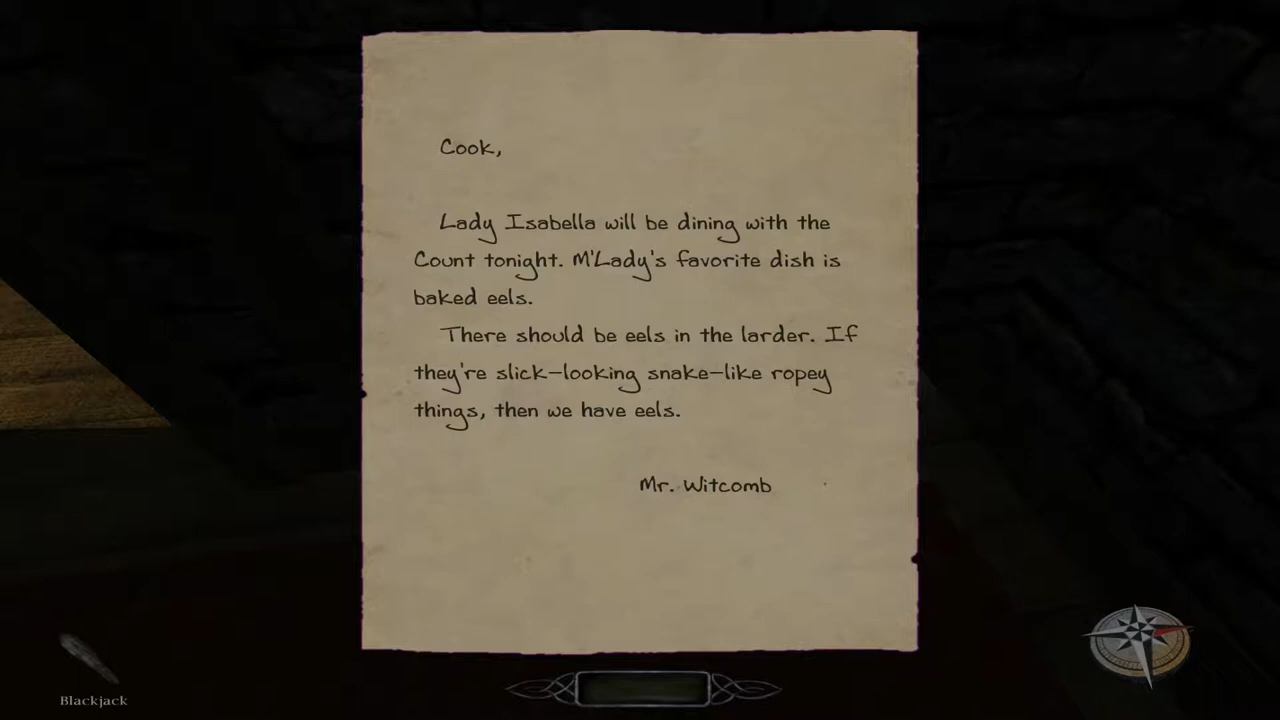 Cook,
Lady Isabella will be dining with the
Count tonight. M'Lady's favorite dish is
baked eels.
There should be eels in the larder. If
they're slick-looking snake-like ropey
things, then we have eels.
Mr. Witcomb
Blackjack